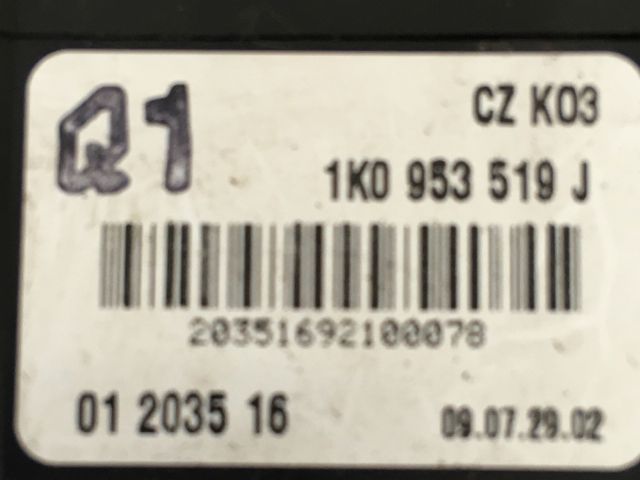 Q1
CZ K03
1K0 953 519 J
20351692100078
01 2035 16
09.07.29.02